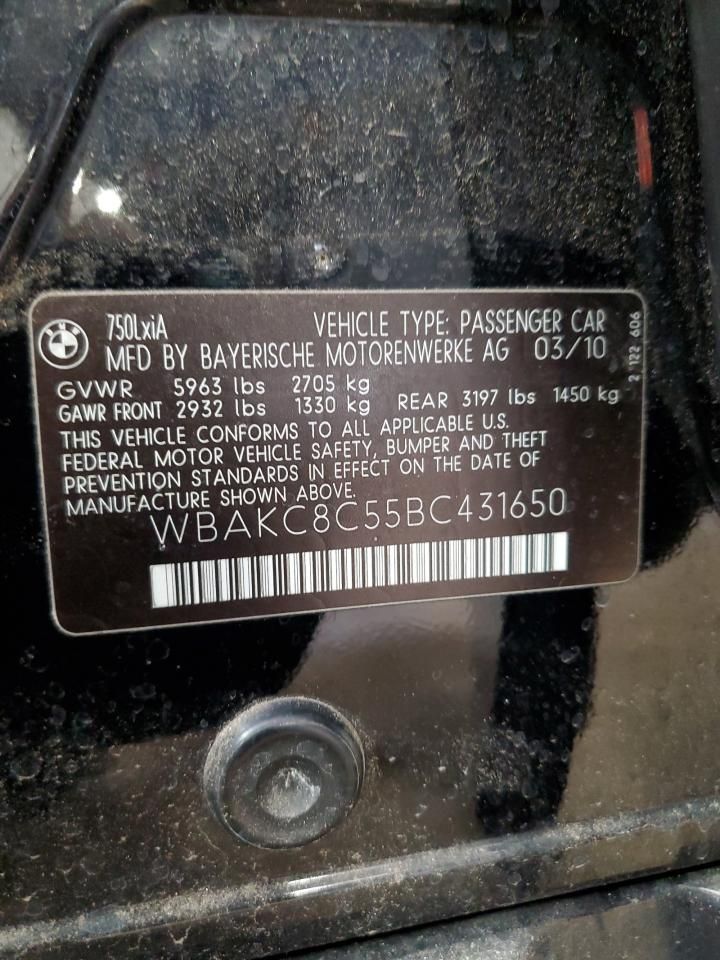 BMW
750LxiA VEHICLE TYPE: PASSENGER CAR
MFD BY BAYERISCHE MOTORENWERKE AG 03/10
GVWR 5963 lbs 2705 kg
GAWR FRONT 2932 lbs 1330 kg REAR 3197 lbs 1450 kg
THIS VEHICLE CONFORMS TO ALL APPLICABLE U.S.
FEDERAL MOTOR VEHICLE SAFETY, BUMPER AND THEFT
PREVENTION STANDARDS IN EFFECT ON THE DATE OF
MANUFACTURE SHOWN ABOVE.
WBAKC8C55BC431650
2 1122 606